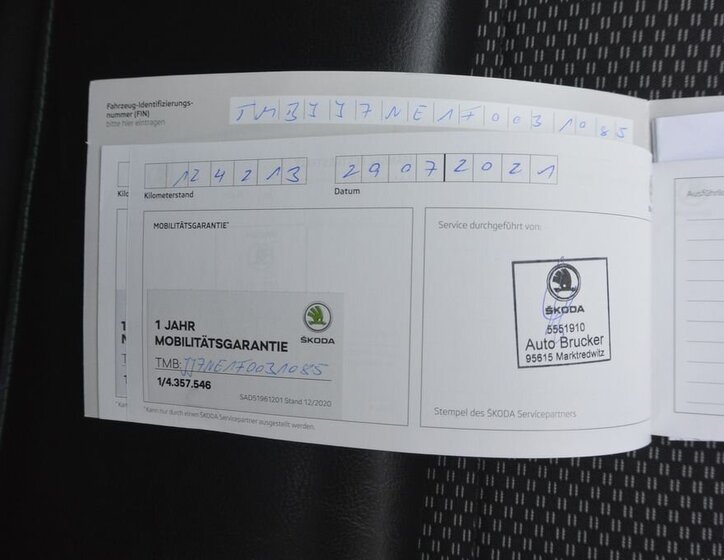 Fahrzeug-Identifizierungs-
nummer (FIN)
bitte hier eintragen
TMBJJ7NE1F0031085
124213
29072021
Kilometerstand
Datum
MOBILITÄTSGARANTIE*
Service durchgeführt von:
ŠKODA
5551910
Auto Brucker
95615 Marktredwitz
1 JAHR
MOBILITÄTSGARANTIE
ŠKODA
TMB: JJ7NE1F0031085
1/4.357.546
SAD51961201 Stand 12/2020
*Kann nur durch einen ŠKODA Servicepartner ausgestellt werden.
Stempel des ŠKODA Servicepartners